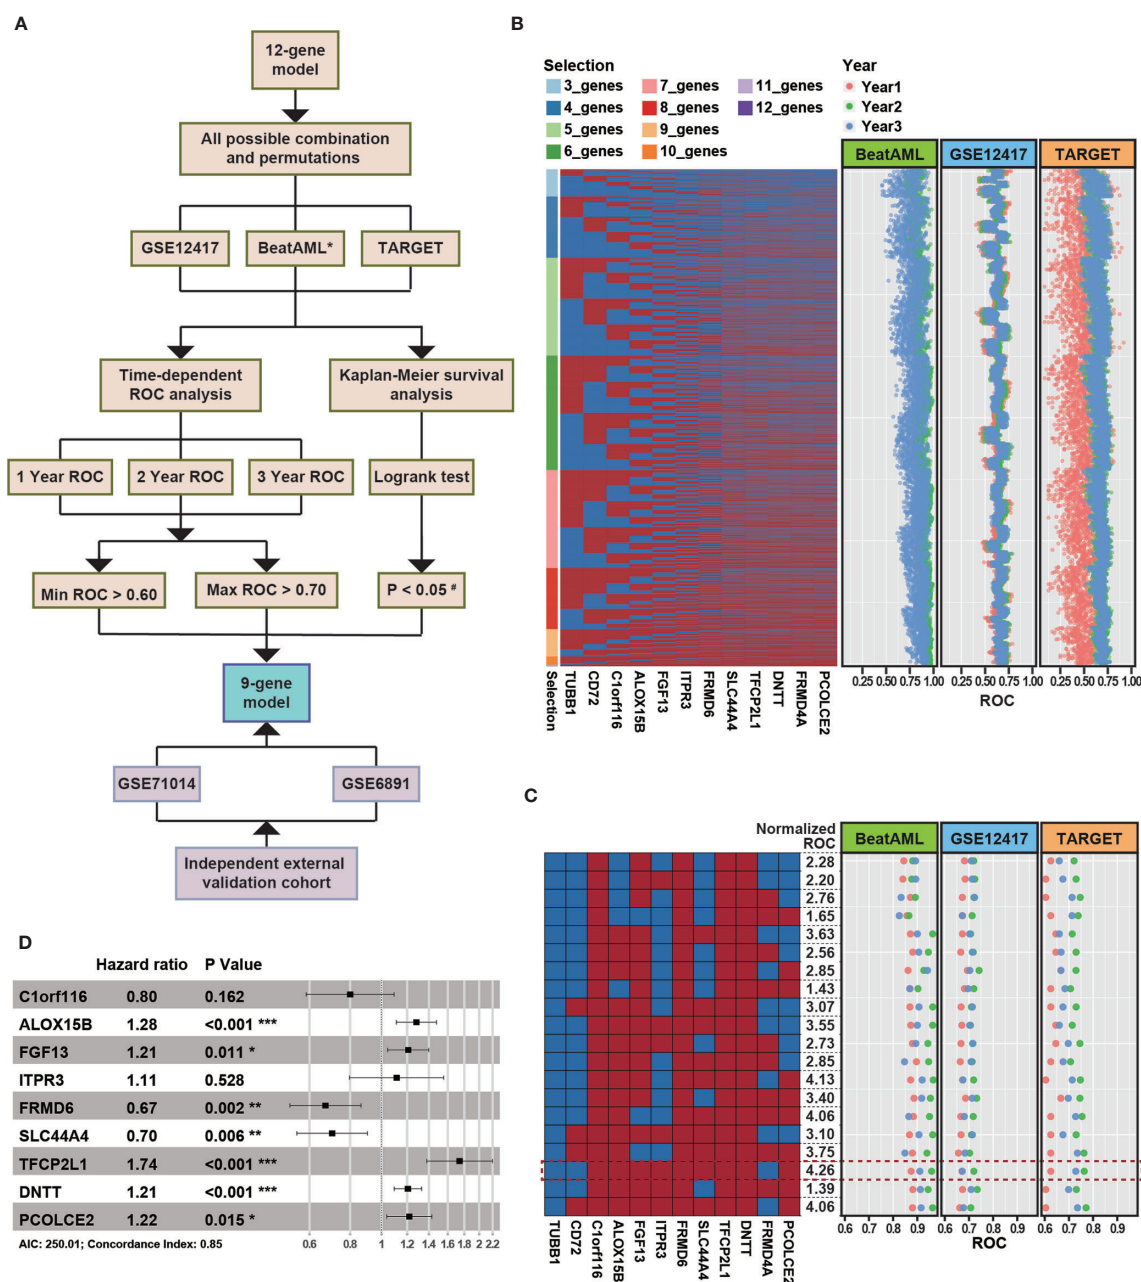 A
12-gene
model
All possible combination
and permutations
GSE12417
BeatAML*
TARGET
Time-dependent
ROC analysis
Kaplan-Meier survival
analysis
1 Year ROC
2 Year ROC
3 Year ROC
Logrank test
Min ROC > 0.60
Max ROC > 0.70
P < 0.05 #
9-gene
model
GSE71014
GSE6891
Independent external
validation cohort
B
Selection
3_genes
4_genes
5_genes
6_genes
7_genes
8_genes
9_genes
10_genes
11_genes
12_genes
Year
Year1
Year2
Year3
BeatAML
GSE12417
TARGET
Selection
TUBB1
CD72
C1orf116
ALOX15B
FGF13
ITPR3
FRMD6
SLC44A4
TFCP2L1
DNTT
FRMD4A
PCOLCE2
0.25 0.50 0.75 1.00
0.25 0.50 0.75 1.00
0.25 0.50 0.75 1.00
ROC
C
Normalized
ROC
BeatAML
GSE12417
TARGET
2.28
2.20
2.76
1.65
3.63
2.56
2.85
1.43
3.07
3.55
2.73
2.85
4.13
3.40
4.06
3.10
3.75
4.26
1.39
4.06
TUBB1
CD72
C1orf116
ALOX15B
FGF13
ITPR3
FRMD6
SLC44A4
TFCP2L1
DNTT
FRMD4A
PCOLCE2
0.6 0.7 0.8 0.9
0.6 0.7 0.8 0.9
0.6 0.7 0.8 0.9
ROC
D
Hazard ratio P Value
C1orf116 0.80 0.162
ALOX15B 1.28 <0.001 ***
FGF13 1.21 0.011 *
ITPR3 1.11 0.528
FRMD6 0.67 0.002 **
SLC44A4 0.70 0.006 **
TFCP2L1 1.74 <0.001 ***
DNTT 1.21 <0.001 ***
PCOLCE2 1.22 0.015 *
AIC: 250.01; Concordance Index: 0.85
0.6 0.8 1 1.2 1.4 1.6 1.8 2 2.2